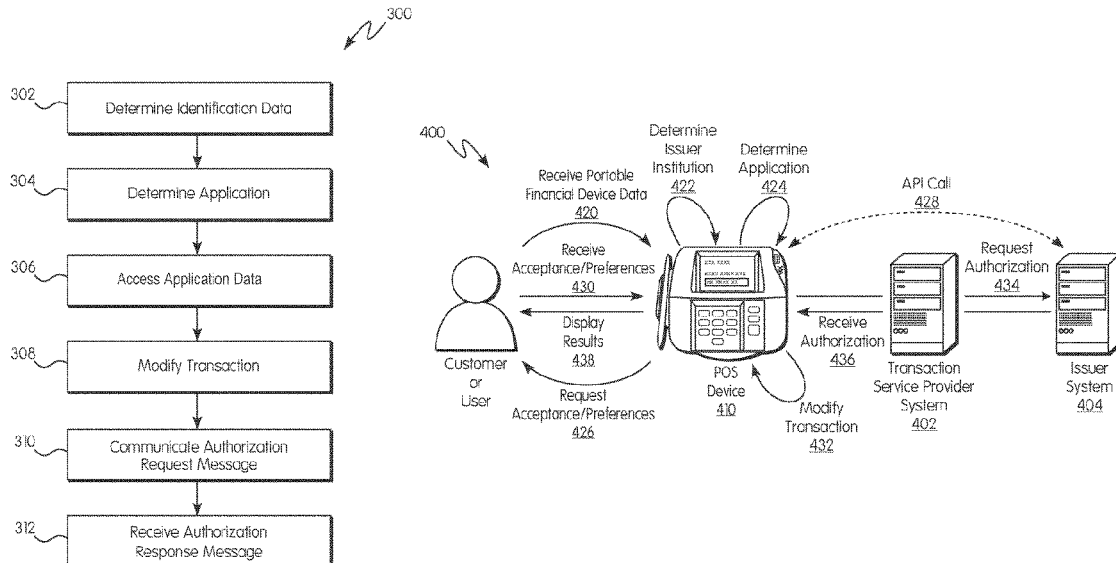 300
302
Determine Identification Data
304
Determine Application
306
Access Application Data
308
Modify Transaction
310
Communicate Authorization
Request Message
312
Receive Authorization
Response Message
400
Receive Portable
Financial Device Data
420
Determine
Issuer
Institution
422
Determine
Application
424
API Call
428
Receive
Acceptance/Preferences
430
Display
Results
438
Request
Acceptance/Preferences
426
Customer
or
User
POS
Device
410
Modify
Transaction
432
Receive
Authorization
436
Request
Authorization
434
Transaction
Service Provider
System
402
Issuer
System
404